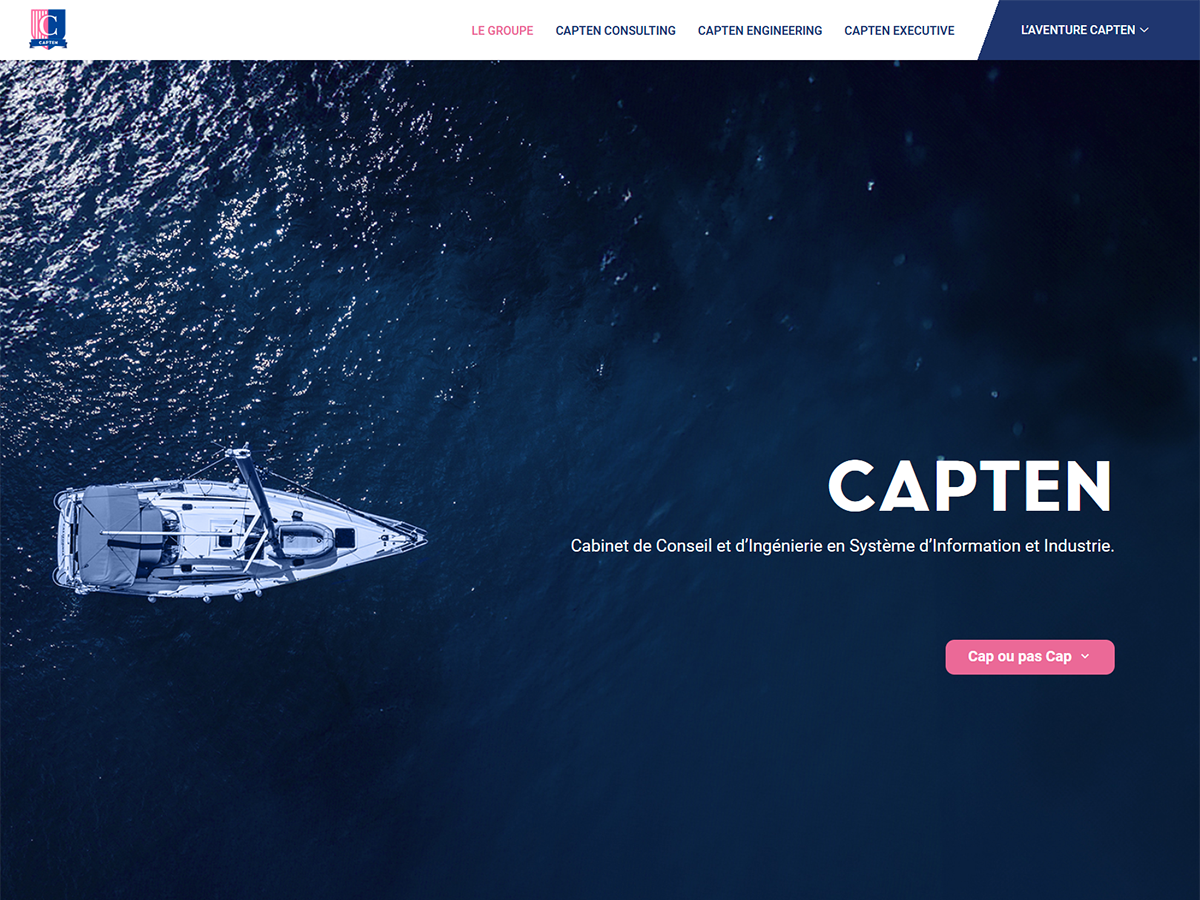 C
CAPTEN
LE GROUPE
CAPTEN CONSULTING
CAPTEN ENGINEERING
CAPTEN EXECUTIVE
L'AVENTURE CAPTEN
CAPTEN
Cabinet de Conseil et d'Ingénierie en Système d'Information et Industrie.
Cap ou pas Cap